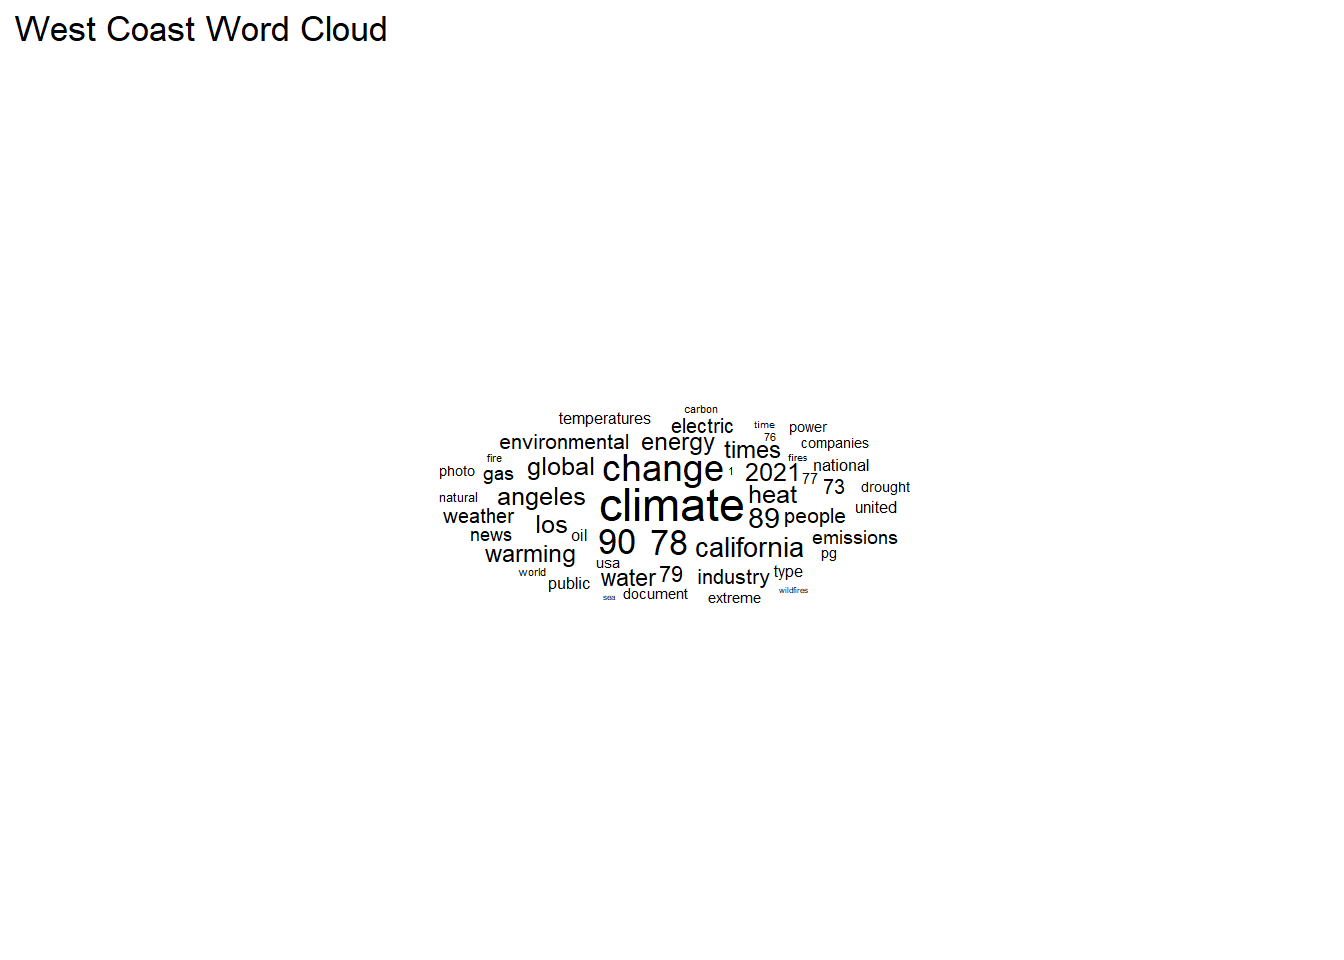 West Coast Word Cloud
carbon
temperatures electric time power
environmental energy times 76 companies
fire global change 1 2021 fires national
photo gas 77 73 drought
natural angeles climate heat united
weather los 89 people
news oil 90 78 california emissions
warming usa pg
world public water 79 industry type
sea document extreme wildfires